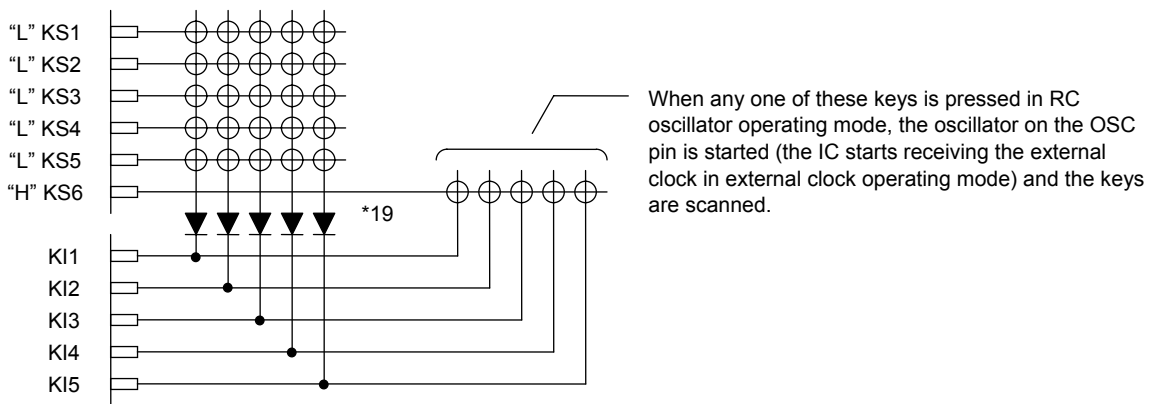 “L” KS1
“L” KS2
“L” KS3
“L” KS4
“L” KS5
“H” KS6
*19
KI1
KI2
KI3
KI4
KI5
When any one of these keys is pressed in RC
oscillator operating mode, the oscillator on the OSC
pin is started (the IC starts receiving the external
clock in external clock operating mode) and the keys
are scanned.